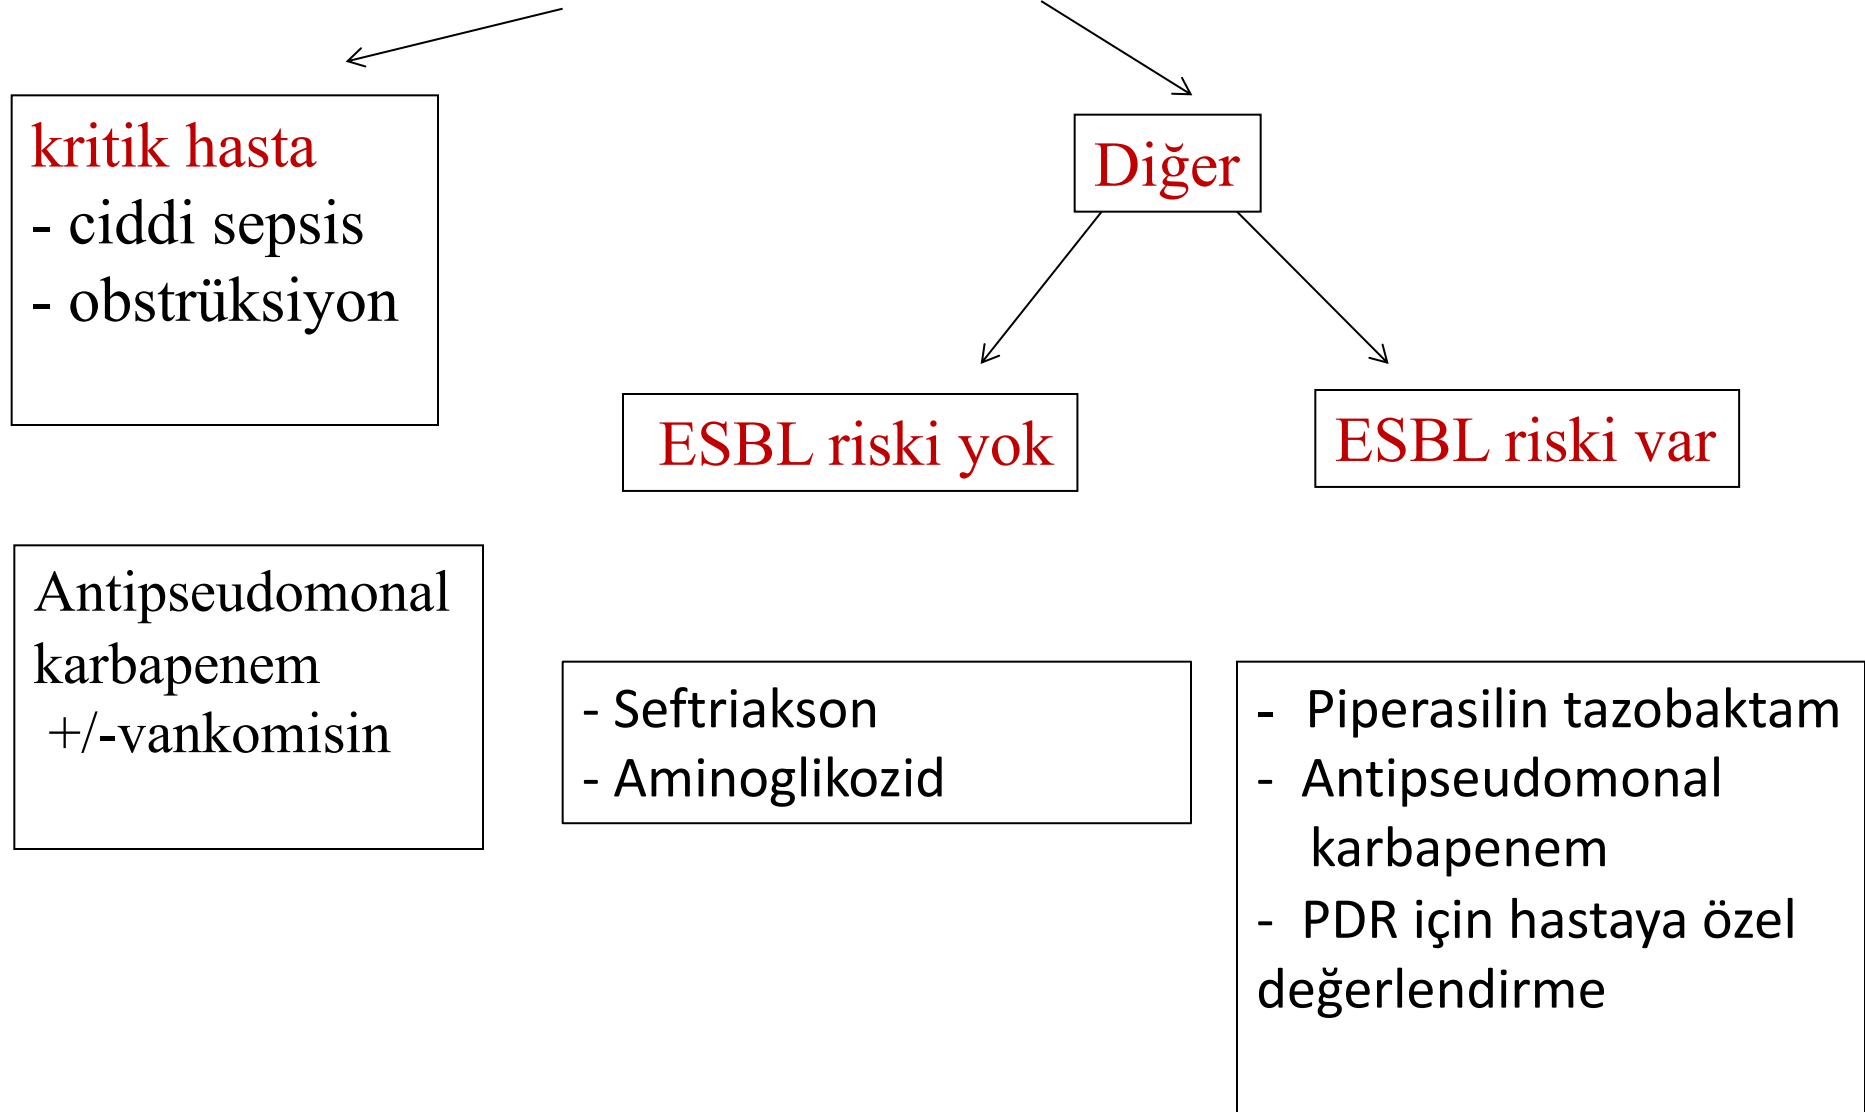 kritik hasta
- ciddi sepsis
- obstrüksiyon
Diğer
ESBL riski yok
ESBL riski var
Antipseudomonal
karbapenem
+/-vankomisin
- Seftriakson
- Aminoglikozid
- Piperasilin tazobaktam
- Antipseudomonal
karbapenem
- PDR için hastaya özel
değerlendirme